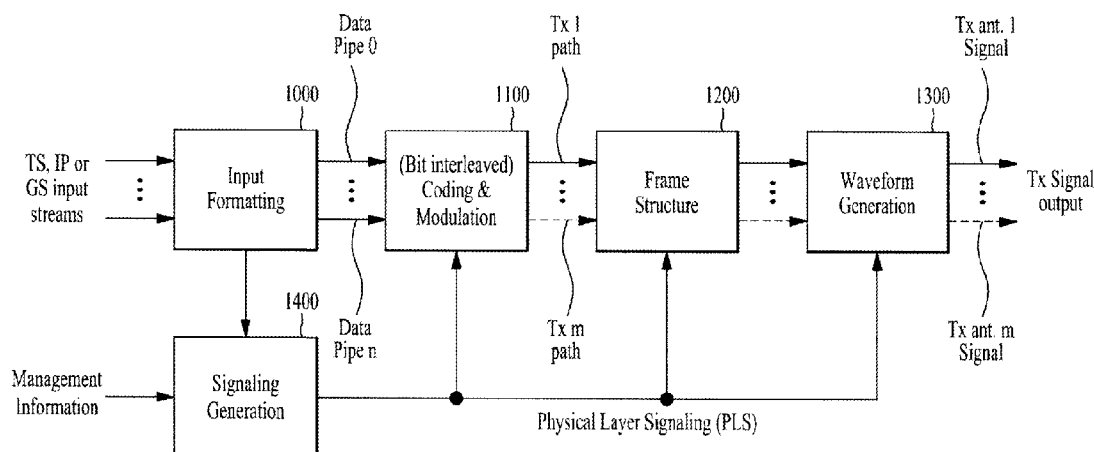 Data
Pipe 0
Tx 1
path
Tx ant. 1
Signal
1000
1100
1200
1300
TS, IP or
GS input
streams
Input
Formatting
(Bit interleaved)
Coding &
Modulation
Frame
Structure
Waveform
Generation
Tx Signal
output
1400
Data
Pipe n
Tx m
path
Tx ant. m
Signal
Management
Information
Signaling
Generation
Physical Layer Signaling (PLS)